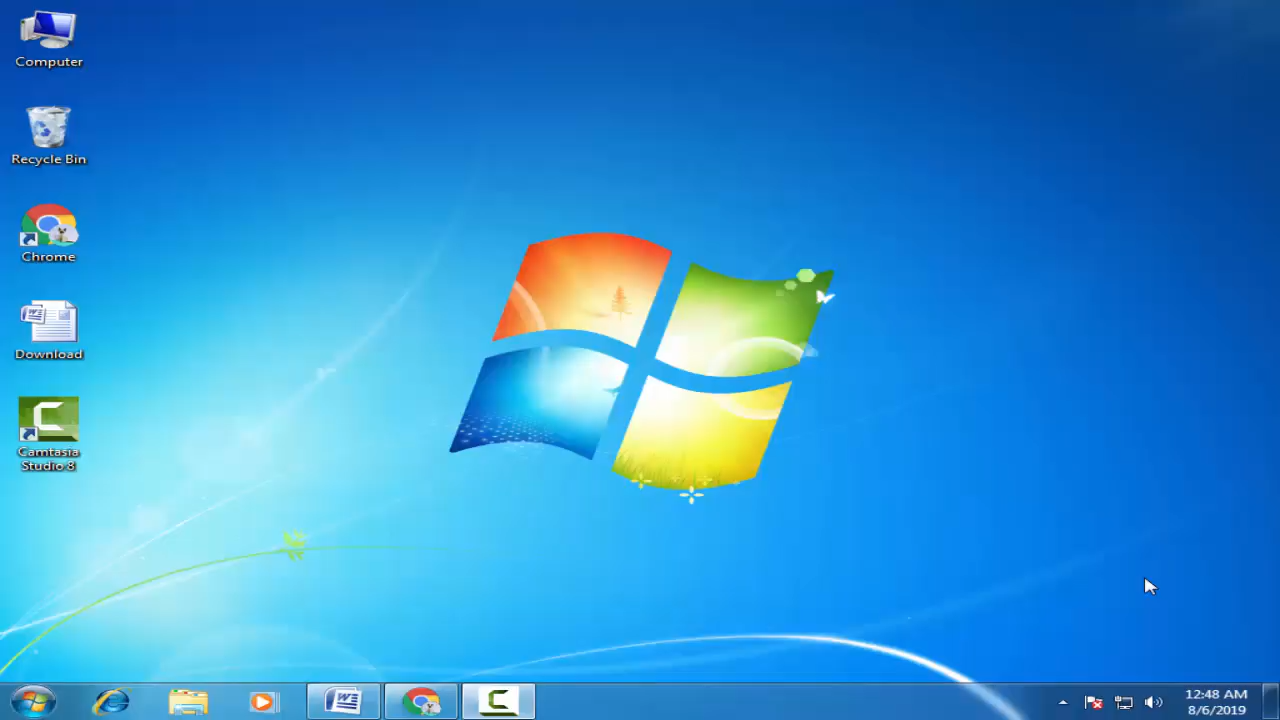 Computer
Recycle Bin
Chrome
Download
Camtasia
Studio 8
12:48 AM
8/6/2019